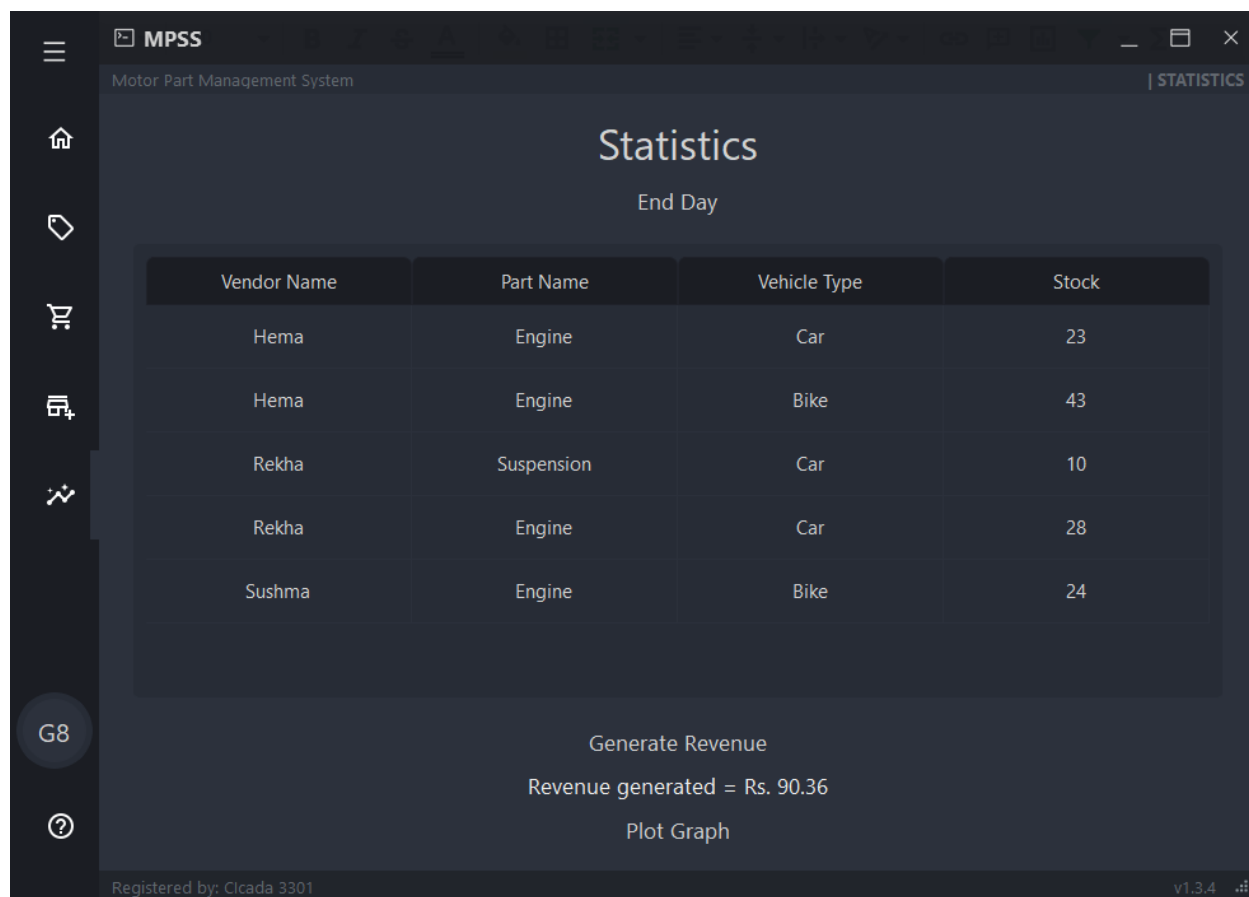 MPSS
Motor Part Management System | STATISTICS
Statistics
End Day
Vendor Name Part Name Vehicle Type Stock
Hema Engine Car 23
Hema Engine Bike 43
Rekha Suspension Car 10
Rekha Engine Car 28
Sushma Engine Bike 24
G8
Generate Revenue
Revenue generated = Rs. 90.36
Plot Graph
Registered by: CIcada 3301 v1.3.4